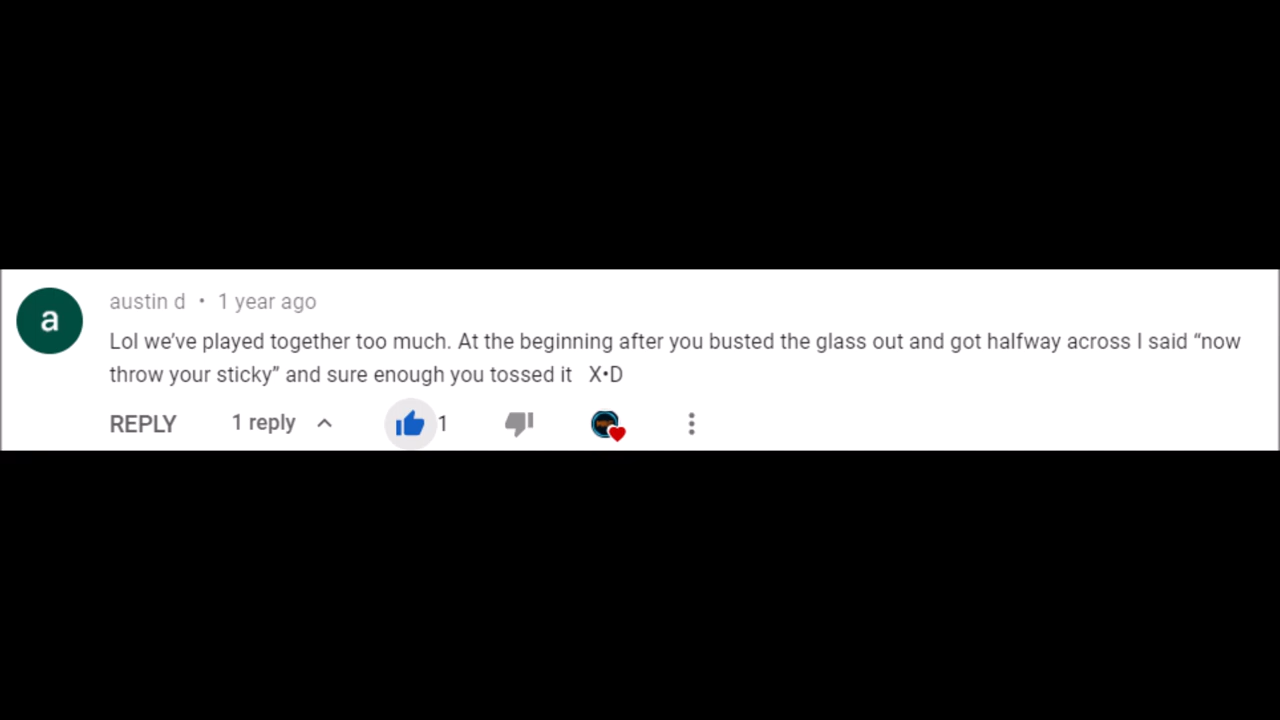 a
austin d • 1 year ago
Lol we’ve played together too much. At the beginning after you busted the glass out and got halfway across I said “now
throw your sticky” and sure enough you tossed it   X•D
REPLY 1 reply 1